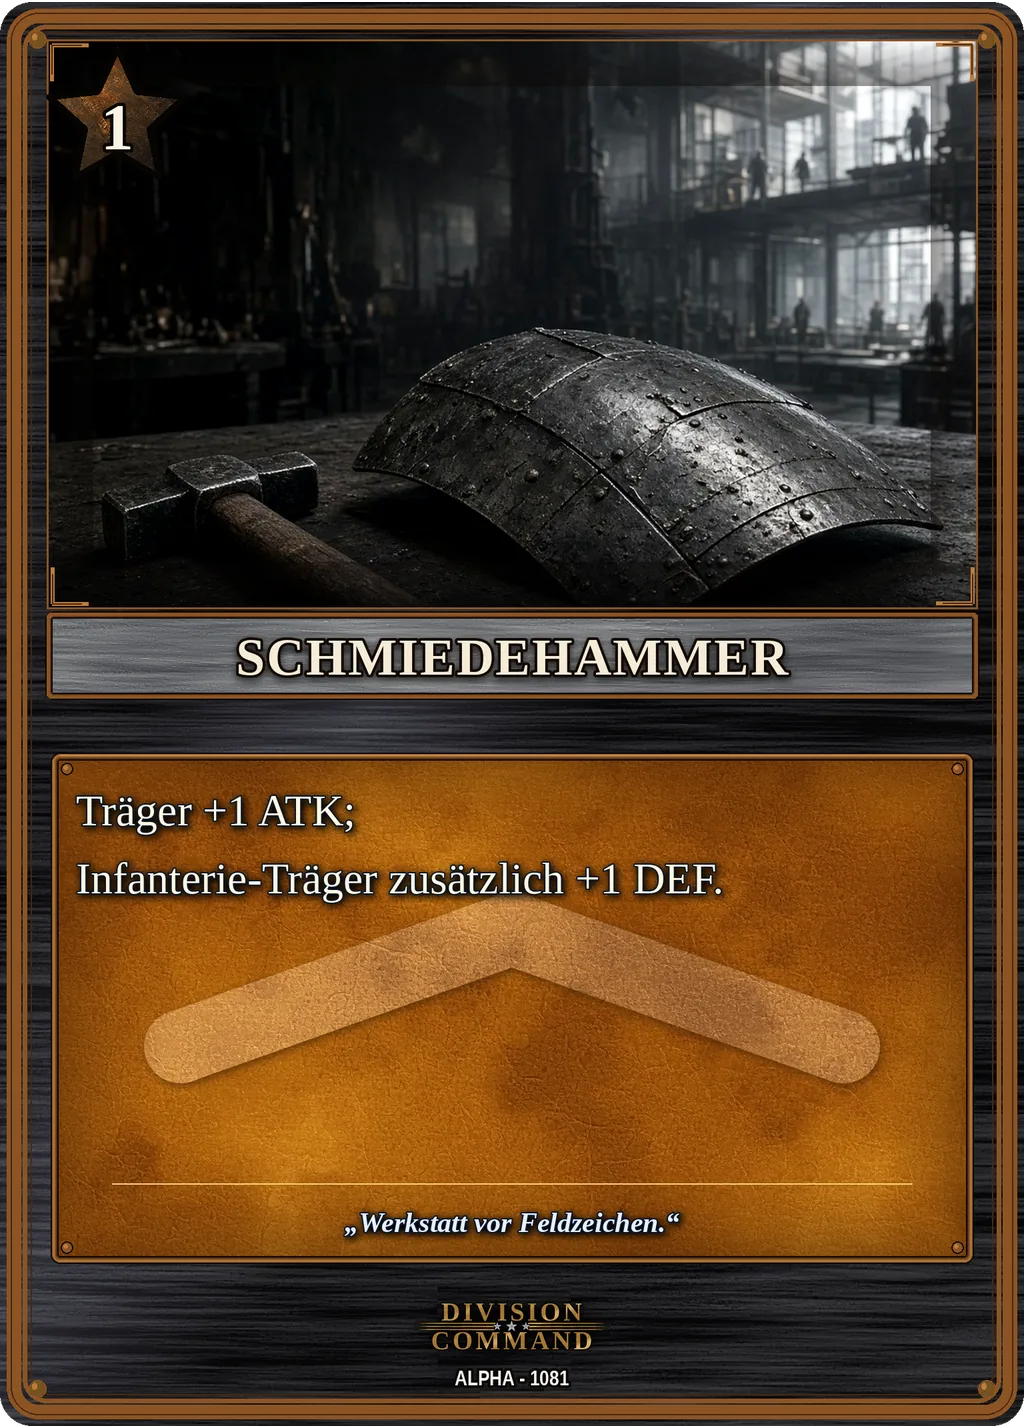 1
SCHMIEDEHAMMER
Träger +1 ATK;
Infanterie-Träger zusätzlich +1 DEF.
„Werkstatt vor Feldzeichen.“
DIVISION
COMMAND
ALPHA - 1081